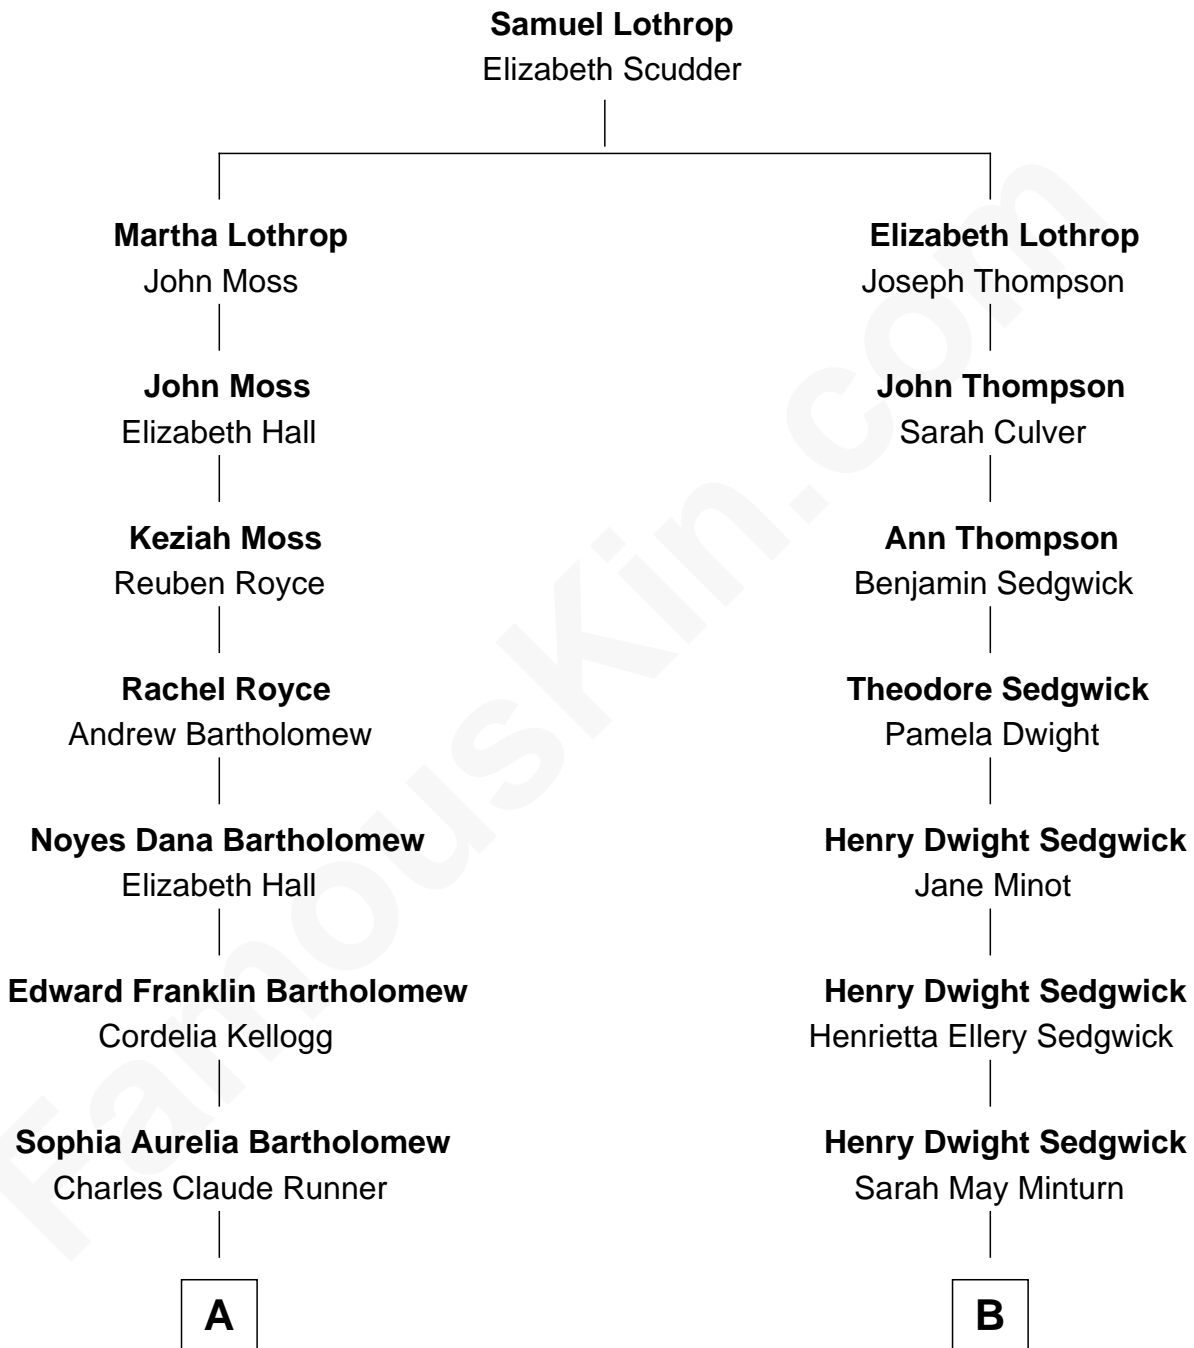 Samuel Lothrop
Elizabeth Scudder
Martha Lothrop
John Moss
Elizabeth Lothrop
Joseph Thompson
John Moss
Elizabeth Hall
John Thompson
Sarah Culver
Keziah Moss
Reuben Royce
Ann Thompson
Benjamin Sedgwick
Rachel Royce
Andrew Bartholomew
Theodore Sedgwick
Pamela Dwight
Noyes Dana Bartholomew
Elizabeth Hall
Henry Dwight Sedgwick
Jane Minot
Edward Franklin Bartholomew
Cordelia Kellogg
Henry Dwight Sedgwick
Henrietta Ellery Sedgwick
Sophia Aurelia Bartholomew
Charles Claude Runner
Henry Dwight Sedgwick
Sarah May Minturn
A
B
FamousKin.com